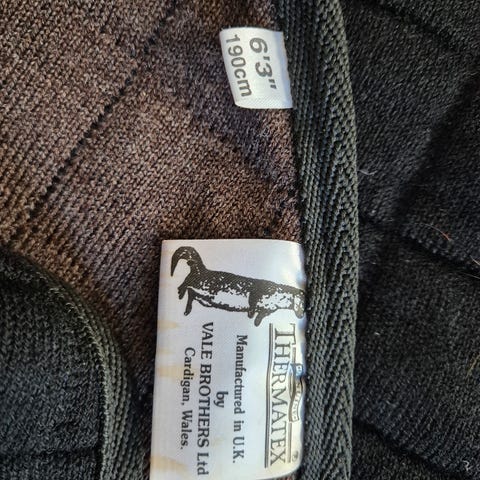 6'3"
190cm
THERMATEX®
Manufactured in U.K.
by
VALE BROTHERS Ltd
Cardigan, Wales.